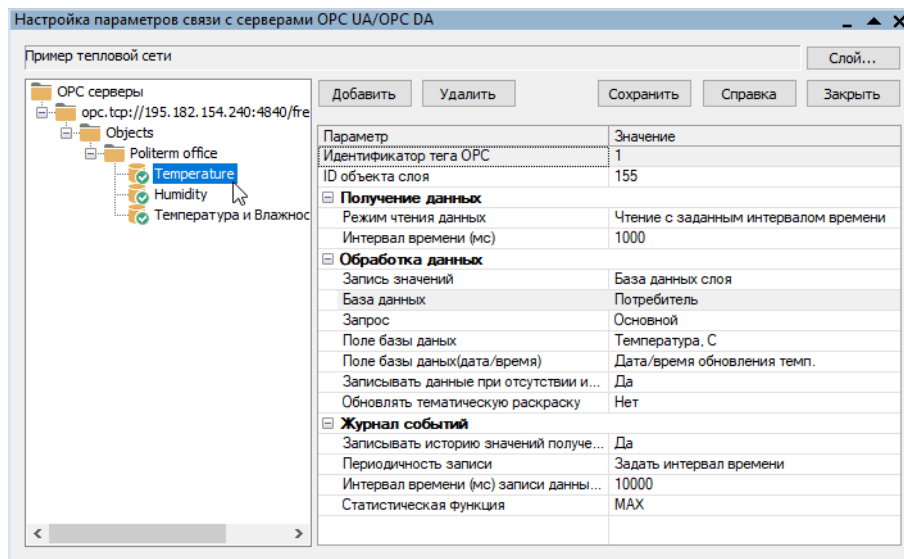 Настройка параметров связи с серверами OPC UA/OPC DA
Пример тепловой сети
Слой...
OPC серверы
opc.tcp://195.182.154.240:4840/fre
Objects
Politerm office
Temperature
Humidity
Температура и Влажнос
Добавить Удалить Сохранить Справка Закрыть
Параметр Значение
Идентификатор тега OPC 1
ID объекта слоя 155
Получение данных
Режим чтения данных Чтение с заданным интервалом времени
Интервал времени (мс) 1000
Обработка данных
Запись значений База данных слоя
База данных Потребитель
Запрос Основной
Поле базы даных Температура, С
Поле базы даных(дата/время) Дата/время обновления темп.
Записывать данные при отсутствии и... Да
Обновлять тематическую раскраску Нет
Журнал событий
Записывать историю значений получе... Да
Периодичность записи Задать интервал времени
Интервал времени (мс) записи данны... 10000
Статистическая функция MAX